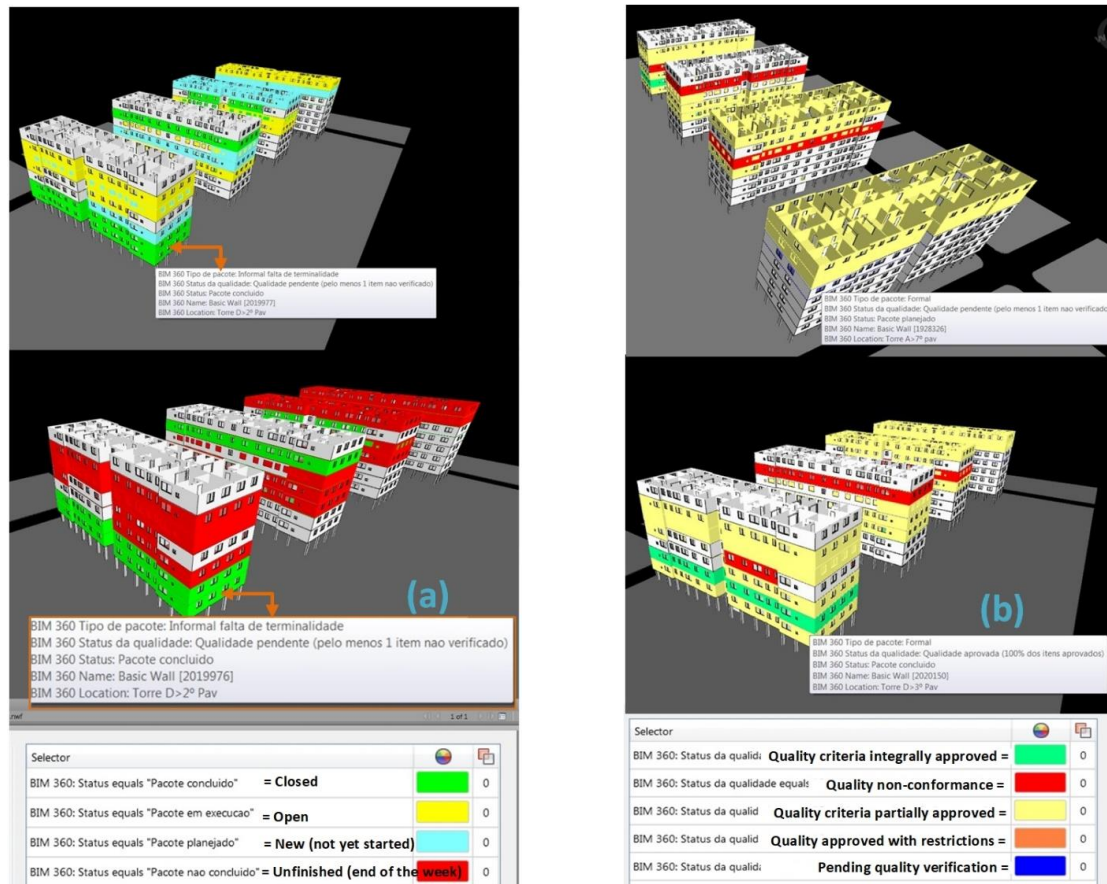 BIM 360 Tipo de pacote: Informal falta de terminalidade
BIM 360 Status da qualidade: Qualidade pendente (pelo menos 1 item nao verificado)
BIM 360 Status: Pacote concluido
BIM 360 Name: Basic Wall [2019977]
BIM 360 Location: Torre D>2º Pav
(a)
BIM 360 Tipo de pacote: Informal falta de terminalidade
BIM 360 Status da qualidade: Qualidade pendente (pelo menos 1 item nao verificado)
BIM 360 Status: Pacote concluido
BIM 360 Name: Basic Wall [2019976]
BIM 360 Location: Torre D>2º Pav
.nwf
1 of 1
Selector
BIM 360: Status equals "Pacote concluido" = Closed 0
BIM 360: Status equals "Pacote em execucao" = Open 0
BIM 360: Status equals "Pacote planejado" = New (not yet started) 0
BIM 360: Status equals "Pacote nao concluido" = Unfinished (end of the week) 0
BIM 360 Tipo de pacote: Formal
BIM 360 Status da qualidade: Qualidade pendente (pelo menos 1 item nao verificado
BIM 360 Status: Pacote planejado
BIM 360 Name: Basic Wall [1928326]
BIM 360 Location: Torre A>7º pav
(b)
BIM 360 Tipo de pacote: Formal
BIM 360 Status da qualidade: Qualidade aprovada (100% dos itens aprovados)
BIM 360 Status: Pacote concluido
BIM 360 Name: Basic Wall [2020150]
BIM 360 Location: Torre D>3º Pav
Selector
BIM 360: Status da qualida Quality criteria integrally approved = 0
BIM 360: Status da qualidade equals Quality non-conformance = 0
BIM 360: Status da qualid Quality criteria partially approved = 0
BIM 360: Status da qualid Quality approved with restrictions = 0
BIM 360: Status da qualida Pending quality verification = 0